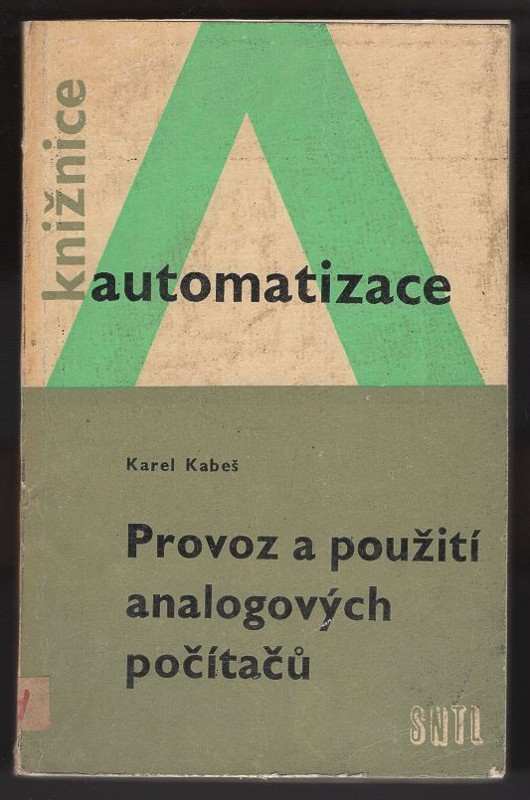 knižnice
automatizace
Karel Kabeš
Provoz a použití
analogových
počítačů
SNTL